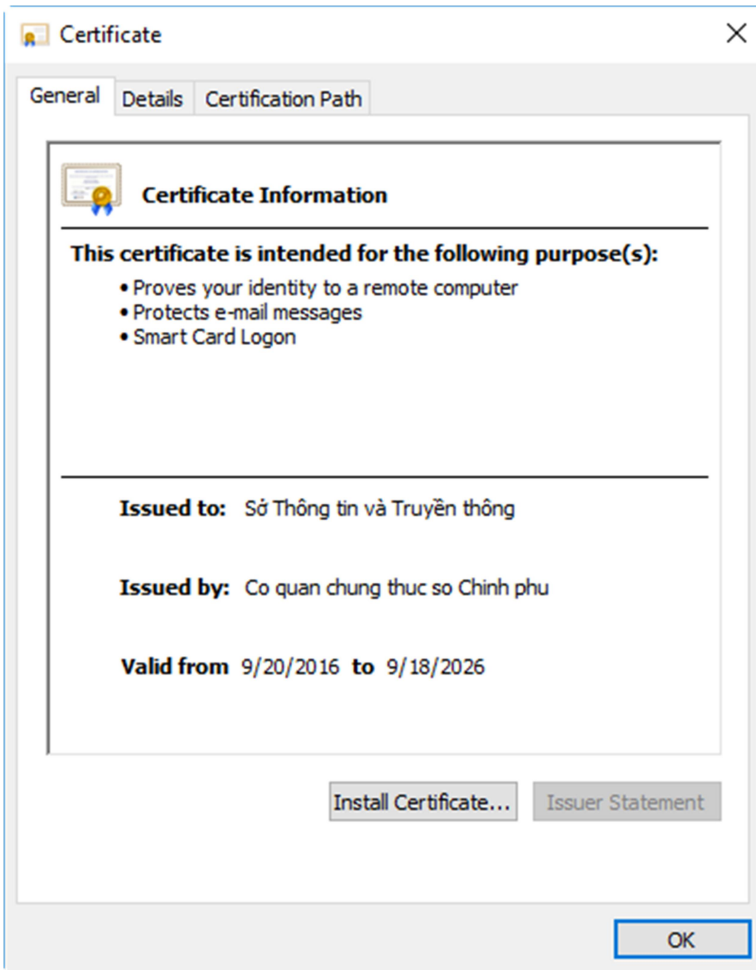 Certificate
General Details Certification Path
Certificate Information
This certificate is intended for the following purpose(s):
• Proves your identity to a remote computer
• Protects e-mail messages
• Smart Card Logon
Issued to: Sở Thông tin và Truyền thông
Issued by: Co quan chung thuc so Chinh phu
Valid from 9/20/2016 to 9/18/2026
Install Certificate... Issuer Statement
OK